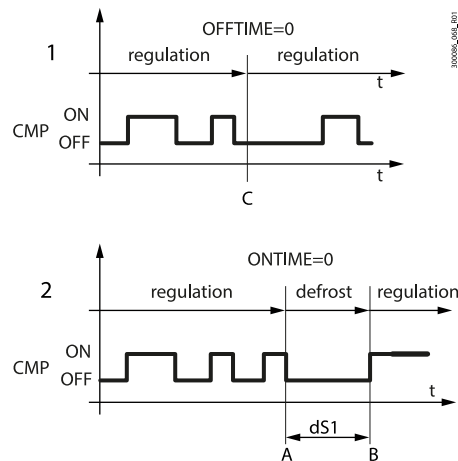 300086_068_R01
1
OFFTIME=0
regulation
regulation
t
CMP
ON
OFF
t
C
2
ONTIME=0
regulation
defrost
regulation
CMP
ON
OFF
t
dS1
A
B